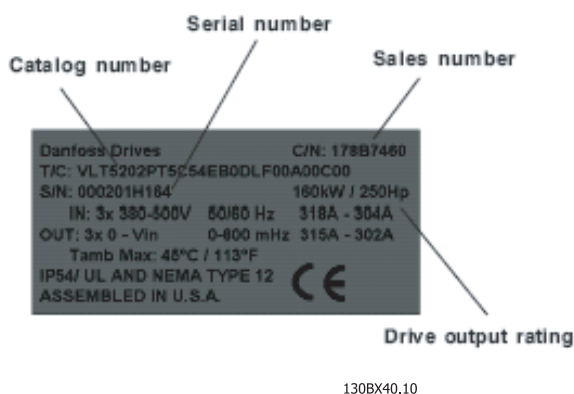 Serial number
Catalog number
Sales number
Danfoss Drives C/N: 178B7460
T/C: VLT5202PT5C54EB0DLF00A00C00
S/N: 000201H164 160kW / 250Hp
IN: 3x 380-500V 50/60 Hz 318A - 304A
OUT: 3x 0 - Vin 0-800 mHz 315A - 302A
Tamb Max: 45°C / 113°F
IP54/ UL AND NEMA TYPE 12
CE
ASSEMBLED IN U.S.A.
Drive output rating
130BX40.10